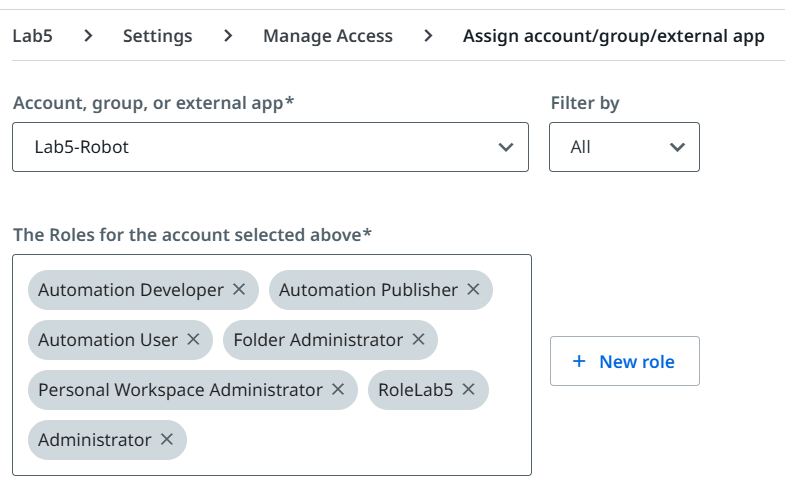 Lab5 > Settings > Manage Access > Assign account/group/external app
Account, group, or external app* Filter by
Lab5-Robot All
The Roles for the account selected above*
Automation Developer × Automation Publisher ×
Automation User × Folder Administrator ×
+ New role
Personal Workspace Administrator × RoleLab5 ×
Administrator ×